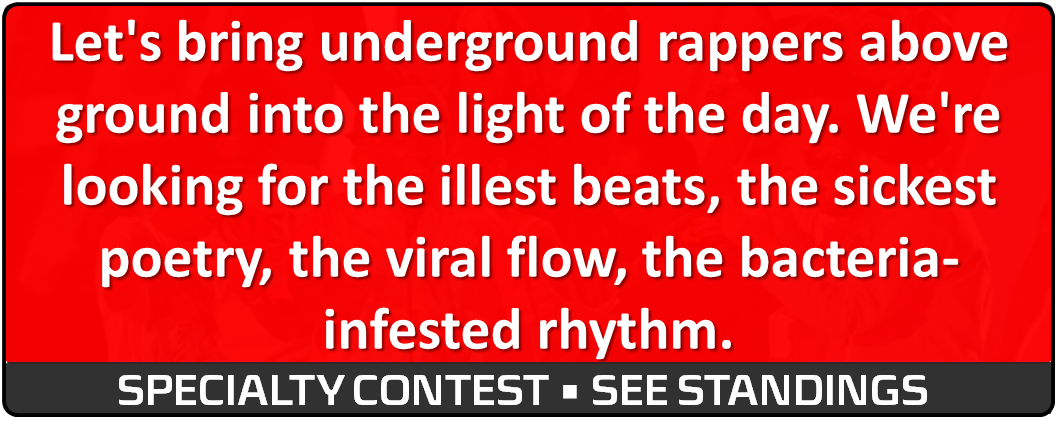 Let's bring underground rappers above
ground into the light of the day. We're
looking for the illest beats, the sickest
poetry, the viral flow, the bacteria-
infested rhythm.
SPECIALTY CONTEST ▪ SEE STANDINGS